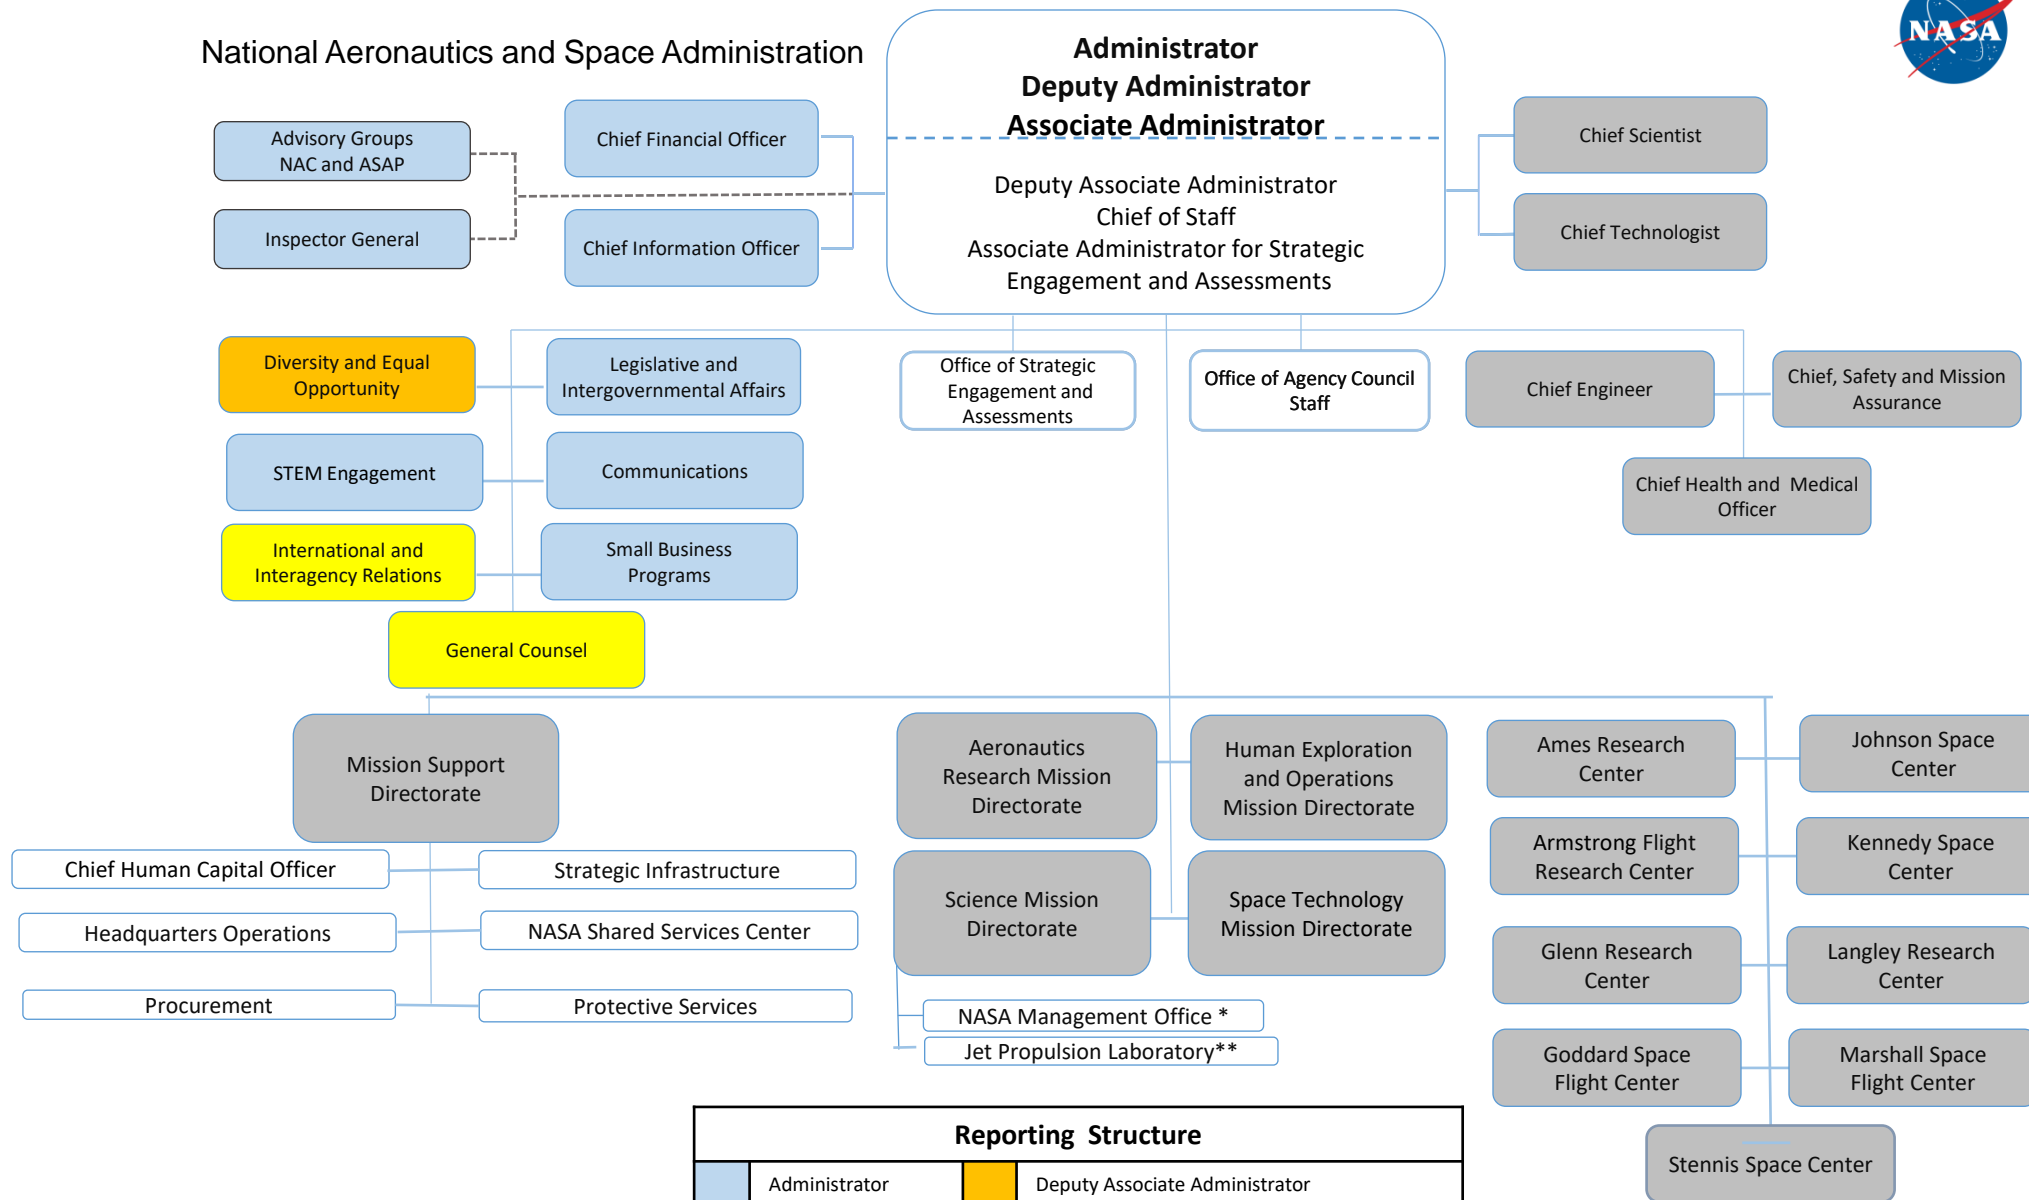 National Aeronautics and Space Administration
NASA
Administrator
Deputy Administrator
Associate Administrator
Deputy Associate Administrator
Chief of Staff
Associate Administrator for Strategic
Engagement and Assessments
Advisory Groups
NAC and ASAP
Inspector General
Chief Financial Officer
Chief Information Officer
Chief Scientist
Chief Technologist
Diversity and Equal
Opportunity
Legislative and
Intergovernmental Affairs
STEM Engagement
Communications
International and
Interagency Relations
Small Business
Programs
General Counsel
Office of Strategic
Engagement and
Assessments
Office of Agency Council
Staff
Chief Engineer
Chief, Safety and Mission
Assurance
Chief Health and Medical
Officer
Mission Support
Directorate
Chief Human Capital Officer
Strategic Infrastructure
Headquarters Operations
NASA Shared Services Center
Procurement
Protective Services
Aeronautics
Research Mission
Directorate
Human Exploration
and Operations
Mission Directorate
Science Mission
Directorate
Space Technology
Mission Directorate
NASA Management Office *
Jet Propulsion Laboratory**
Ames Research
Center
Johnson Space
Center
Armstrong Flight
Research Center
Kennedy Space
Center
Glenn Research
Center
Langley Research
Center
Goddard Space
Flight Center
Marshall Space
Flight Center
Stennis Space Center
Reporting Structure
Administrator
Deputy Associate Administrator